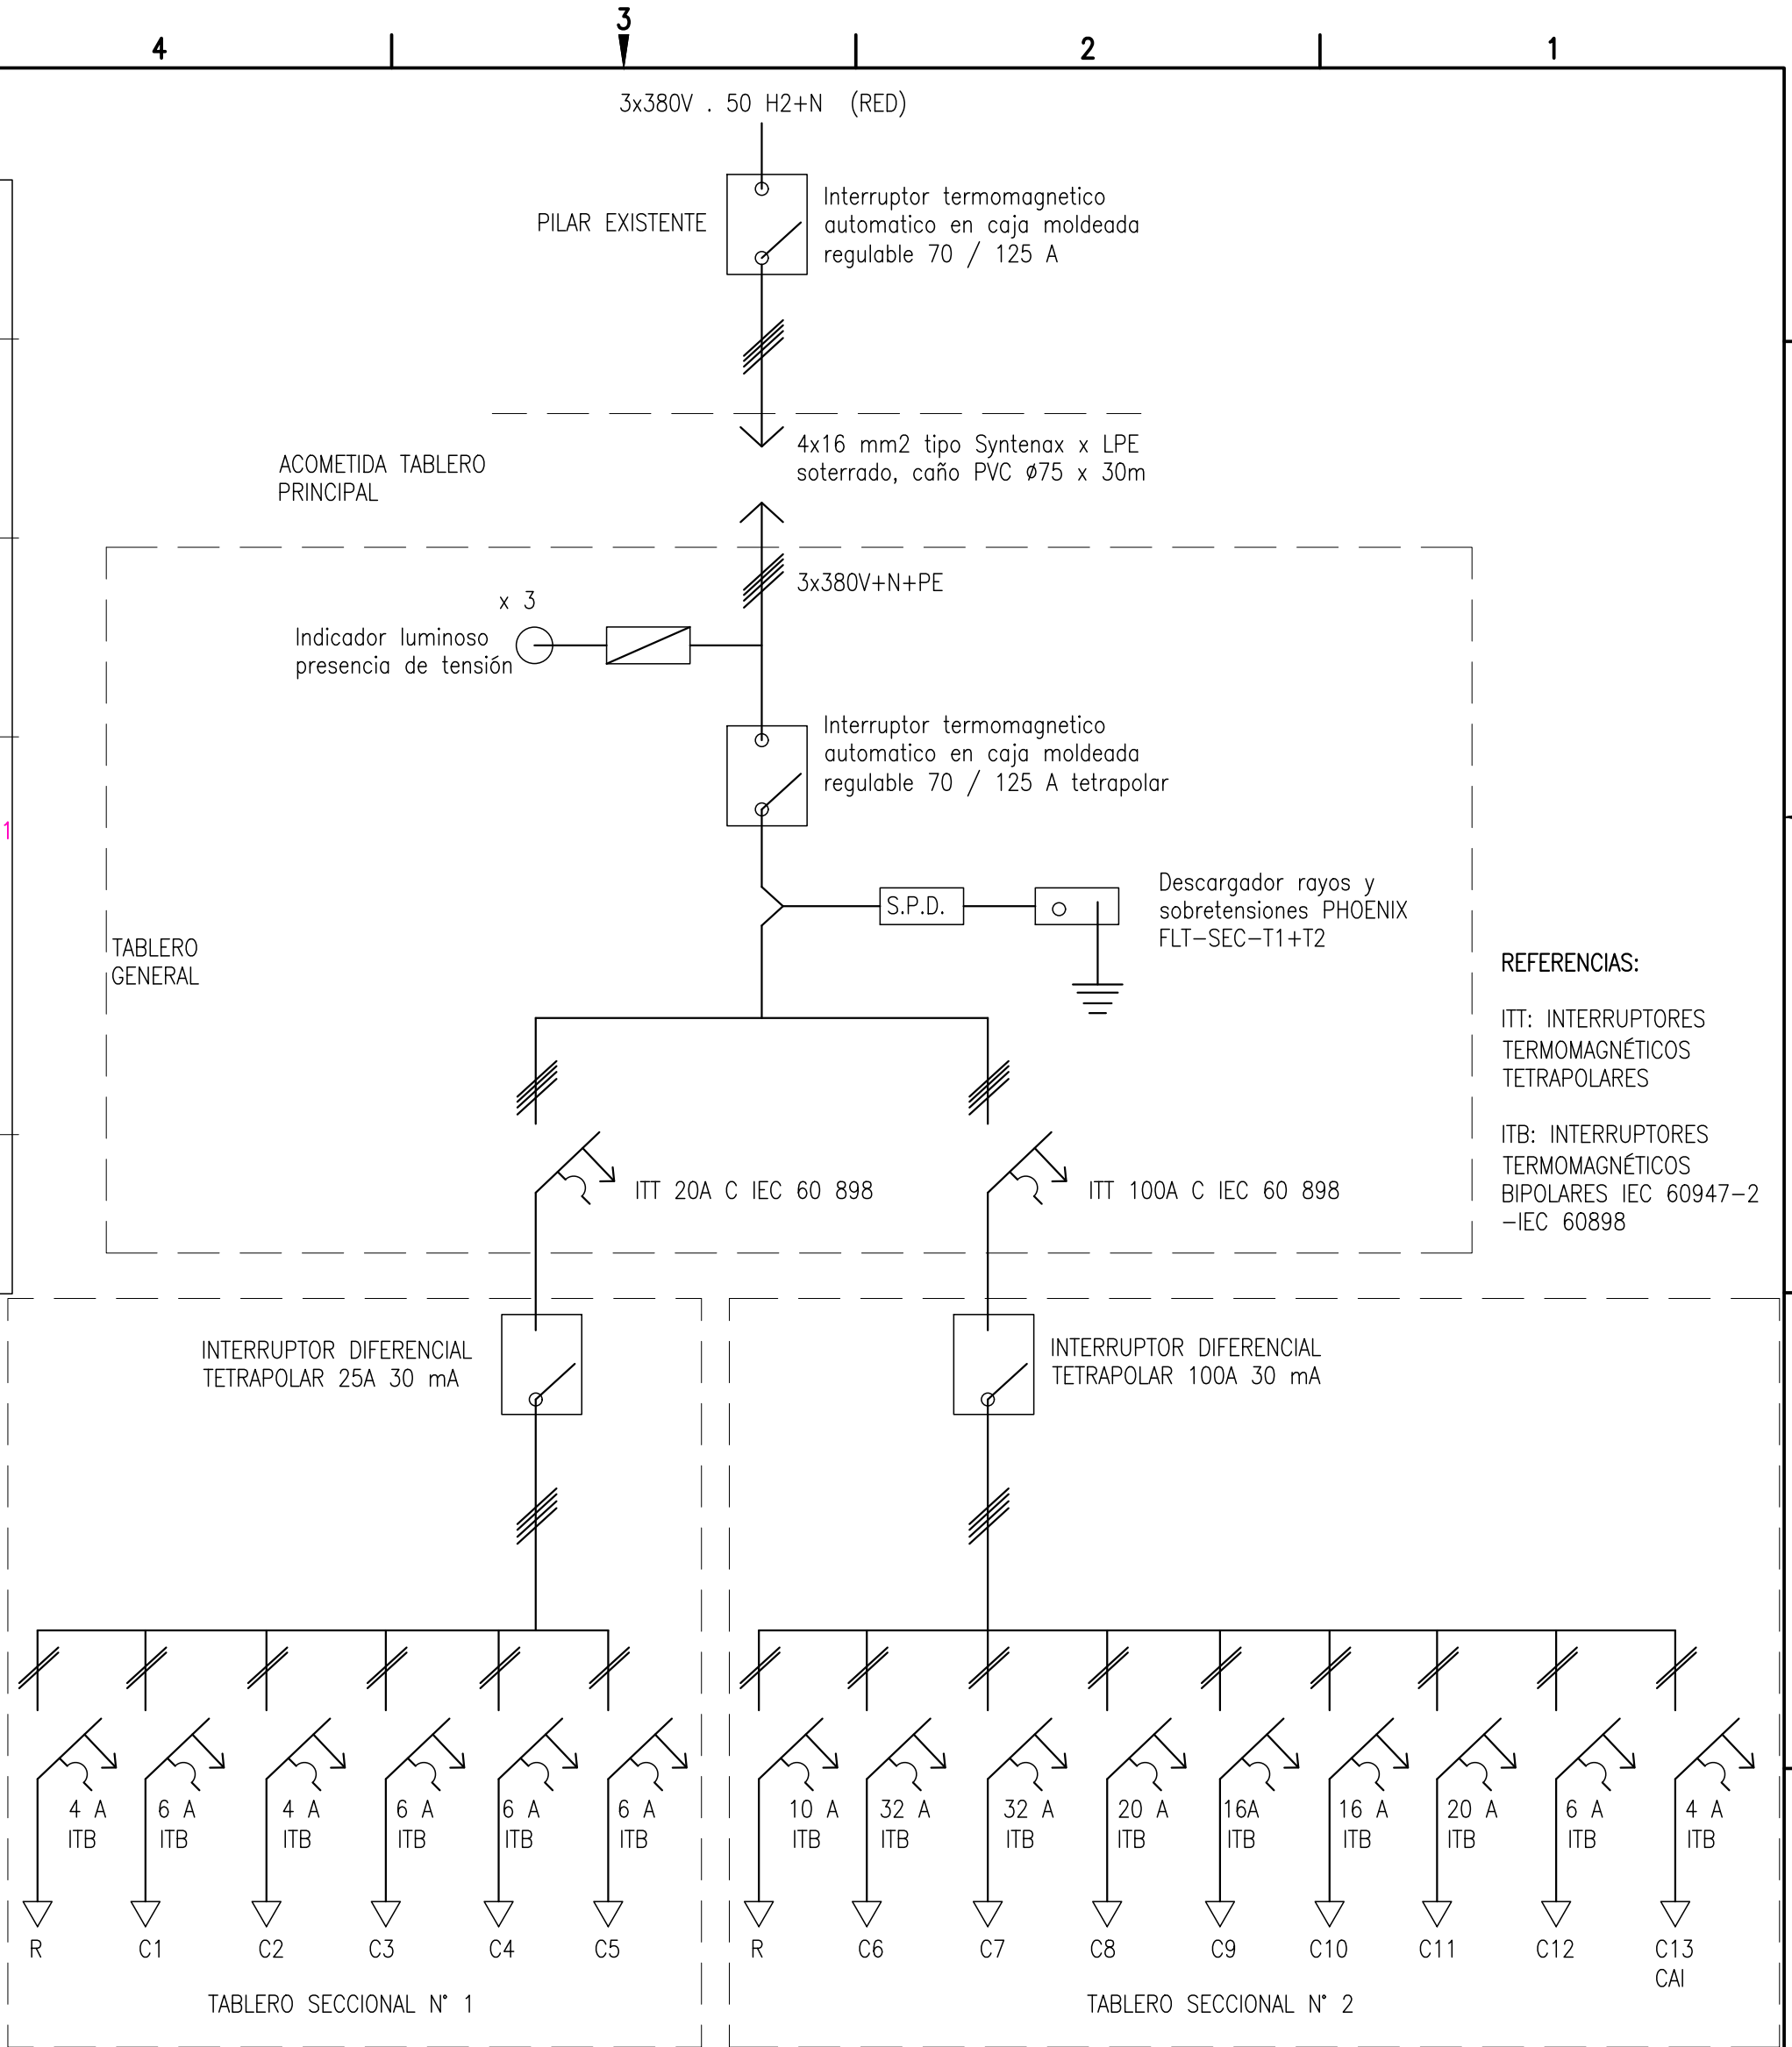 4
3
2
1
3x380V . 50 H2+N (RED)
PILAR EXISTENTE
Interruptor termomagnetico
automatico en caja moldeada
regulable 70 / 125 A
ACOMETIDA TABLERO
PRINCIPAL
4x16 mm2 tipo Syntenax x LPE
soterrado, caño PVC Ø75 x 30m
3x380V+N+PE
x 3
Indicador luminoso
presencia de tensión
Interruptor termomagnetico
automatico en caja moldeada
regulable 70 / 125 A tetrapolar
1
S.P.D.
Descargador rayos y
sobretensiones PHOENIX
FLT-SEC-T1+T2
TABLERO
GENERAL
REFERENCIAS:
ITT: INTERRUPTORES
TERMOMAGNÉTICOS
TETRAPOLARES
ITB: INTERRUPTORES
TERMOMAGNÉTICOS
BIPOLARES IEC 60947-2
-IEC 60898
ITT 20A C IEC 60 898
ITT 100A C IEC 60 898
INTERRUPTOR DIFERENCIAL
TETRAPOLAR 25A 30 mA
INTERRUPTOR DIFERENCIAL
TETRAPOLAR 100A 30 mA
4 A
ITB
6 A
ITB
4 A
ITB
6 A
ITB
6 A
ITB
6 A
ITB
10 A
ITB
32 A
ITB
32 A
ITB
20 A
ITB
16A
ITB
16 A
ITB
20 A
ITB
6 A
ITB
4 A
ITB
R
C1
C2
C3
C4
C5
R
C6
C7
C8
C9
C10
C11
C12
C13
CAI
TABLERO SECCIONAL N° 1
TABLERO SECCIONAL N° 2